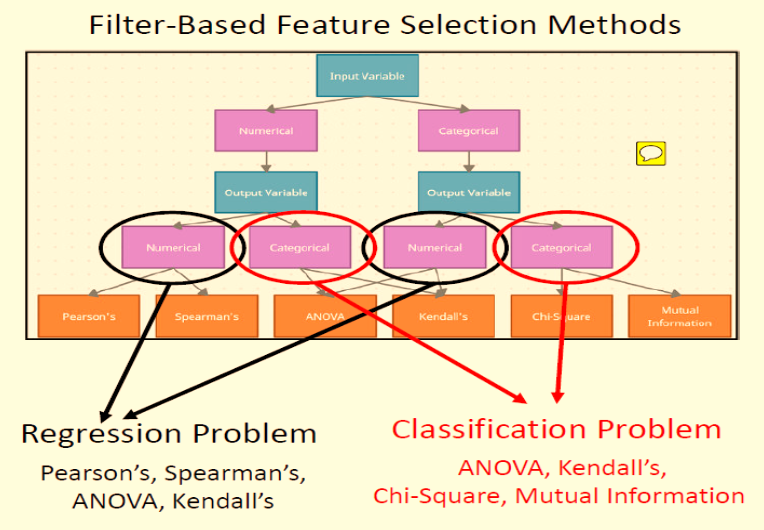 Filter-Based Feature Selection Methods
Input Variable
Numerical
Categorical
Output Variable
Output Variable
Numerical
Categorical
Numerical
Categorical
Pearson's
Spearman's
ANOVA
Kendall's
Chi-Square
Mutual
Information
Regression Problem
Pearson's, Spearman's,
ANOVA, Kendall's
Classification Problem
ANOVA, Kendall's,
Chi-Square, Mutual Information